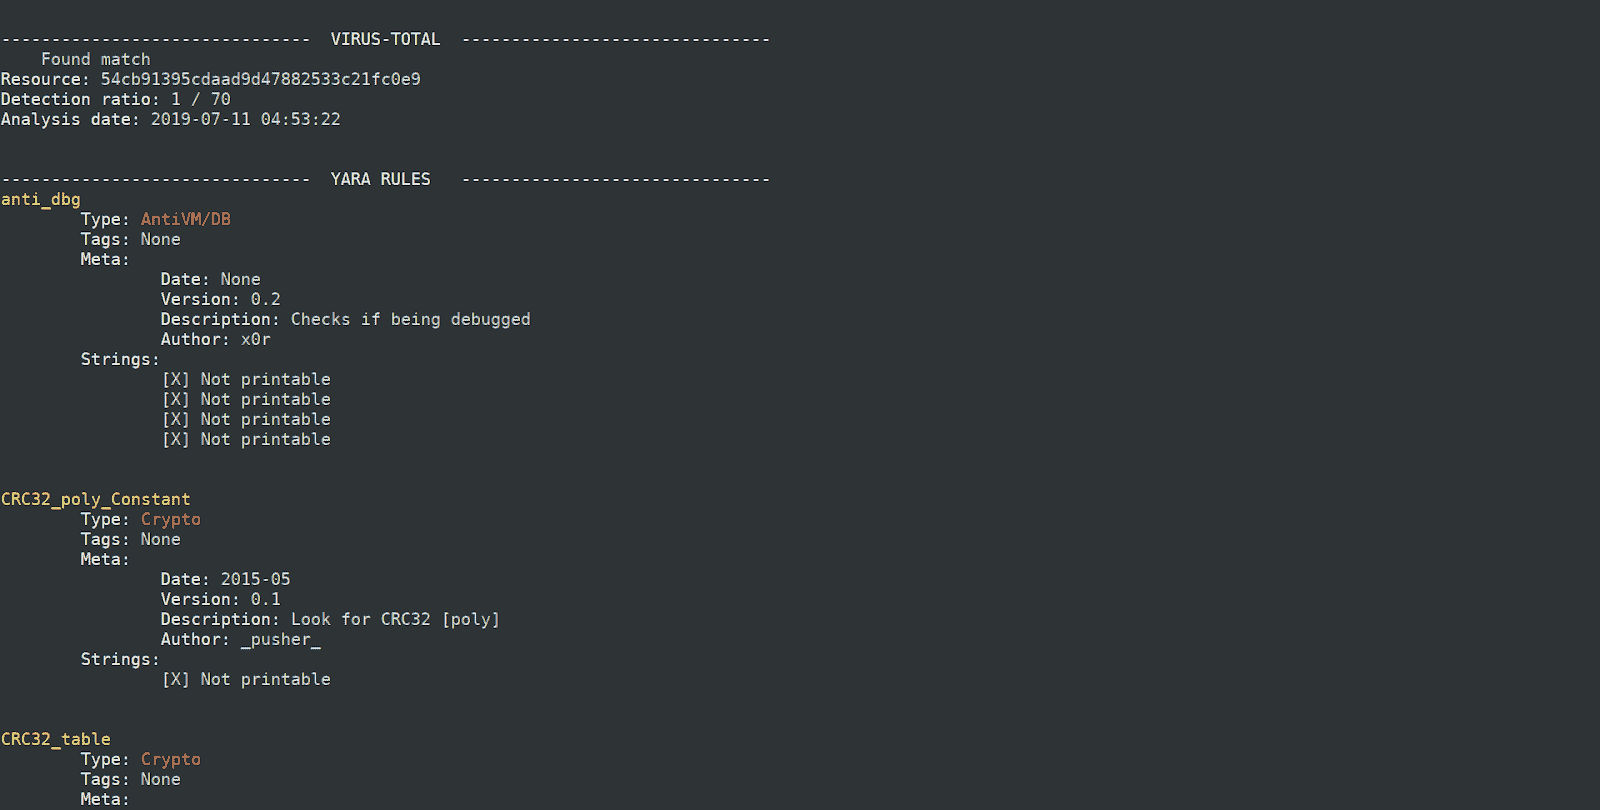 -------------------------------  VIRUS-TOTAL  -------------------------------
    Found match
Resource: 54cb91395cdaad9d47882533c21fc0e9
Detection ratio: 1 / 70
Analysis date: 2019-07-11 04:53:22
-------------------------------  YARA RULES   -------------------------------
anti_dbg
        Type: AntiVM/DB
        Tags: None
        Meta:
                Date: None
                Version: 0.2
                Description: Checks if being debugged
                Author: x0r
        Strings:
                [X] Not printable
                [X] Not printable
                [X] Not printable
                [X] Not printable
CRC32_poly_Constant
        Type: Crypto
        Tags: None
        Meta:
                Date: 2015-05
                Version: 0.1
                Description: Look for CRC32 [poly]
                Author: _pusher_
        Strings:
                [X] Not printable
CRC32_table
        Type: Crypto
        Tags: None
        Meta: